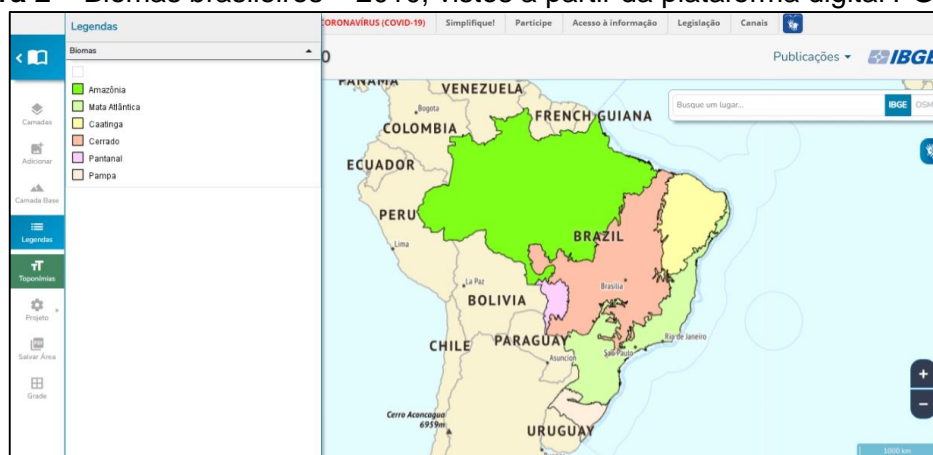 2 – Biomas brasileiros – 2019, vistos a partir da plataforma digital
Legendas
CORONAVÍRUS (COVID-19) Simplifique! Participe Acesso à informação Legislação Canais
Biomas
Publicações
IBGE
Amazônia
Mata Atlântica
Caatinga
Cerrado
Pantanal
Pampa
Camadas
Adicionar
Camada Base
Legendas
Toponímias
Projeto
Salvar Área
Grade
Busque um lugar...
IBGE OSM
PANAMA
VENEZUELA
Bogota
FRENCH GUIANA
COLOMBIA
ECUADOR
PERU
BRAZIL
Lima
La Paz
Brasilia
BOLIVIA
Rio de Janeiro
CHILE
PARAGUAY
Asuncion
São Paulo
Cerro Aconcagua
6959m
URUGUAY
+
−
1000 km